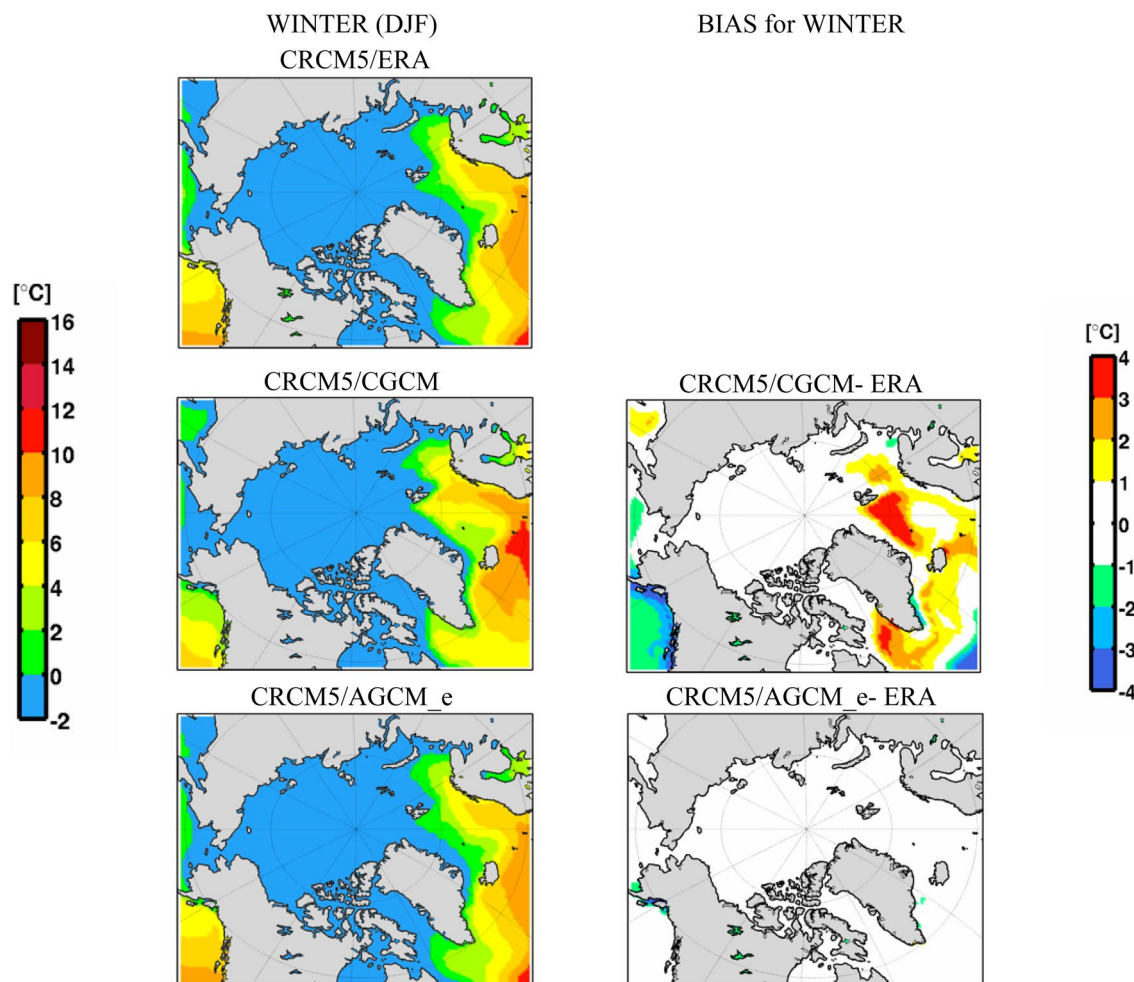 WINTER (DJF)
BIAS for WINTER
CRCM5/ERA
[°C]
16
14
12
10
8
6
4
2
0
-2
CRCM5/CGCM
CRCM5/CGCM- ERA
[°C]
4
3
2
1
0
-1
-2
-3
-4
CRCM5/AGCM_e
CRCM5/AGCM_e- ERA